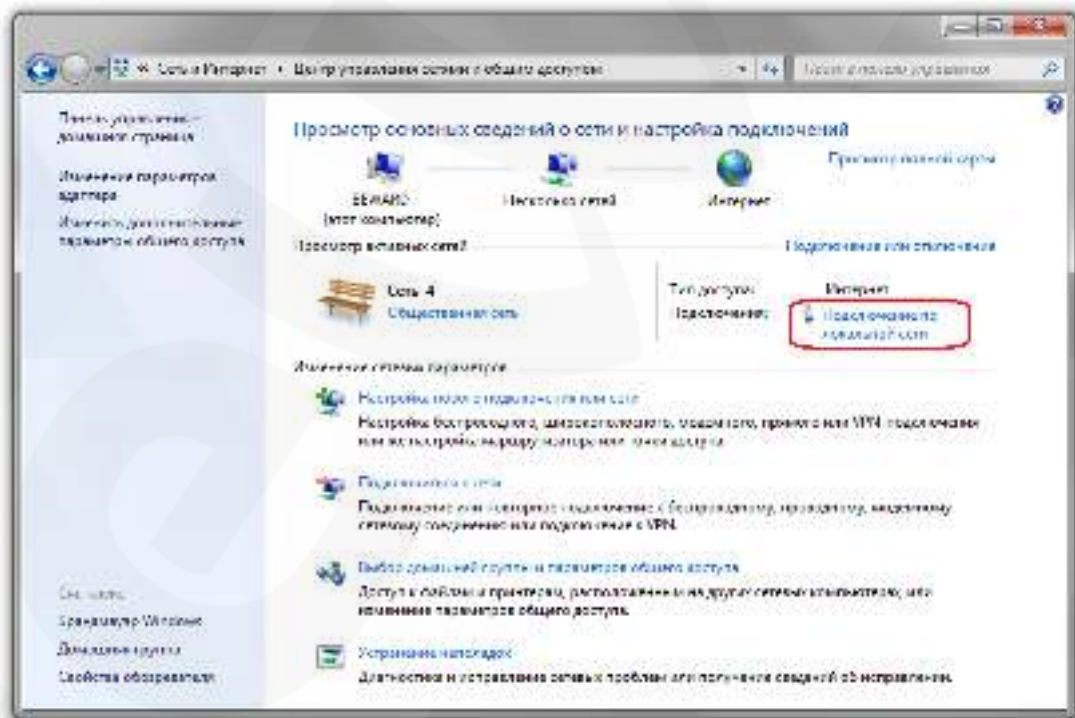 « Сеть и Интернет ▸ Центр управления сетями и общим доступом
Поиск в панели управления
Панель управления -
домашняя страница
Изменение параметров
адаптера
Изменить дополнительные
параметры общего доступа
Просмотр основных сведений о сети и настройка подключений
BEWARD
(этот компьютер)
Несколько сетей
Интернет
Просмотр полной карты
Просмотр активных сетей
Подключение или отключение
Сеть 4
Общественная сеть
Тип доступа: Интернет
Подключения: Подключение по
локальной сети
Изменение сетевых параметров
Настройка нового подключения или сети
Настройка беспроводного, широкополосного, модемного, прямого или VPN-подключения
или же настройка маршрутизатора или точки доступа.
Подключиться к сети
Подключение или повторное подключение к беспроводному, проводному, модемному
сетевому соединению или подключение к VPN.
Выбор домашней группы и параметров общего доступа
Доступ к файлам и принтерам, расположенным на других сетевых компьютерах, или
изменение параметров общего доступа.
Устранение неполадок
Диагностика и исправление сетевых проблем или получение сведений об исправлении.
См. также
Брандмауэр Windows
Домашняя группа
Свойства обозревателя